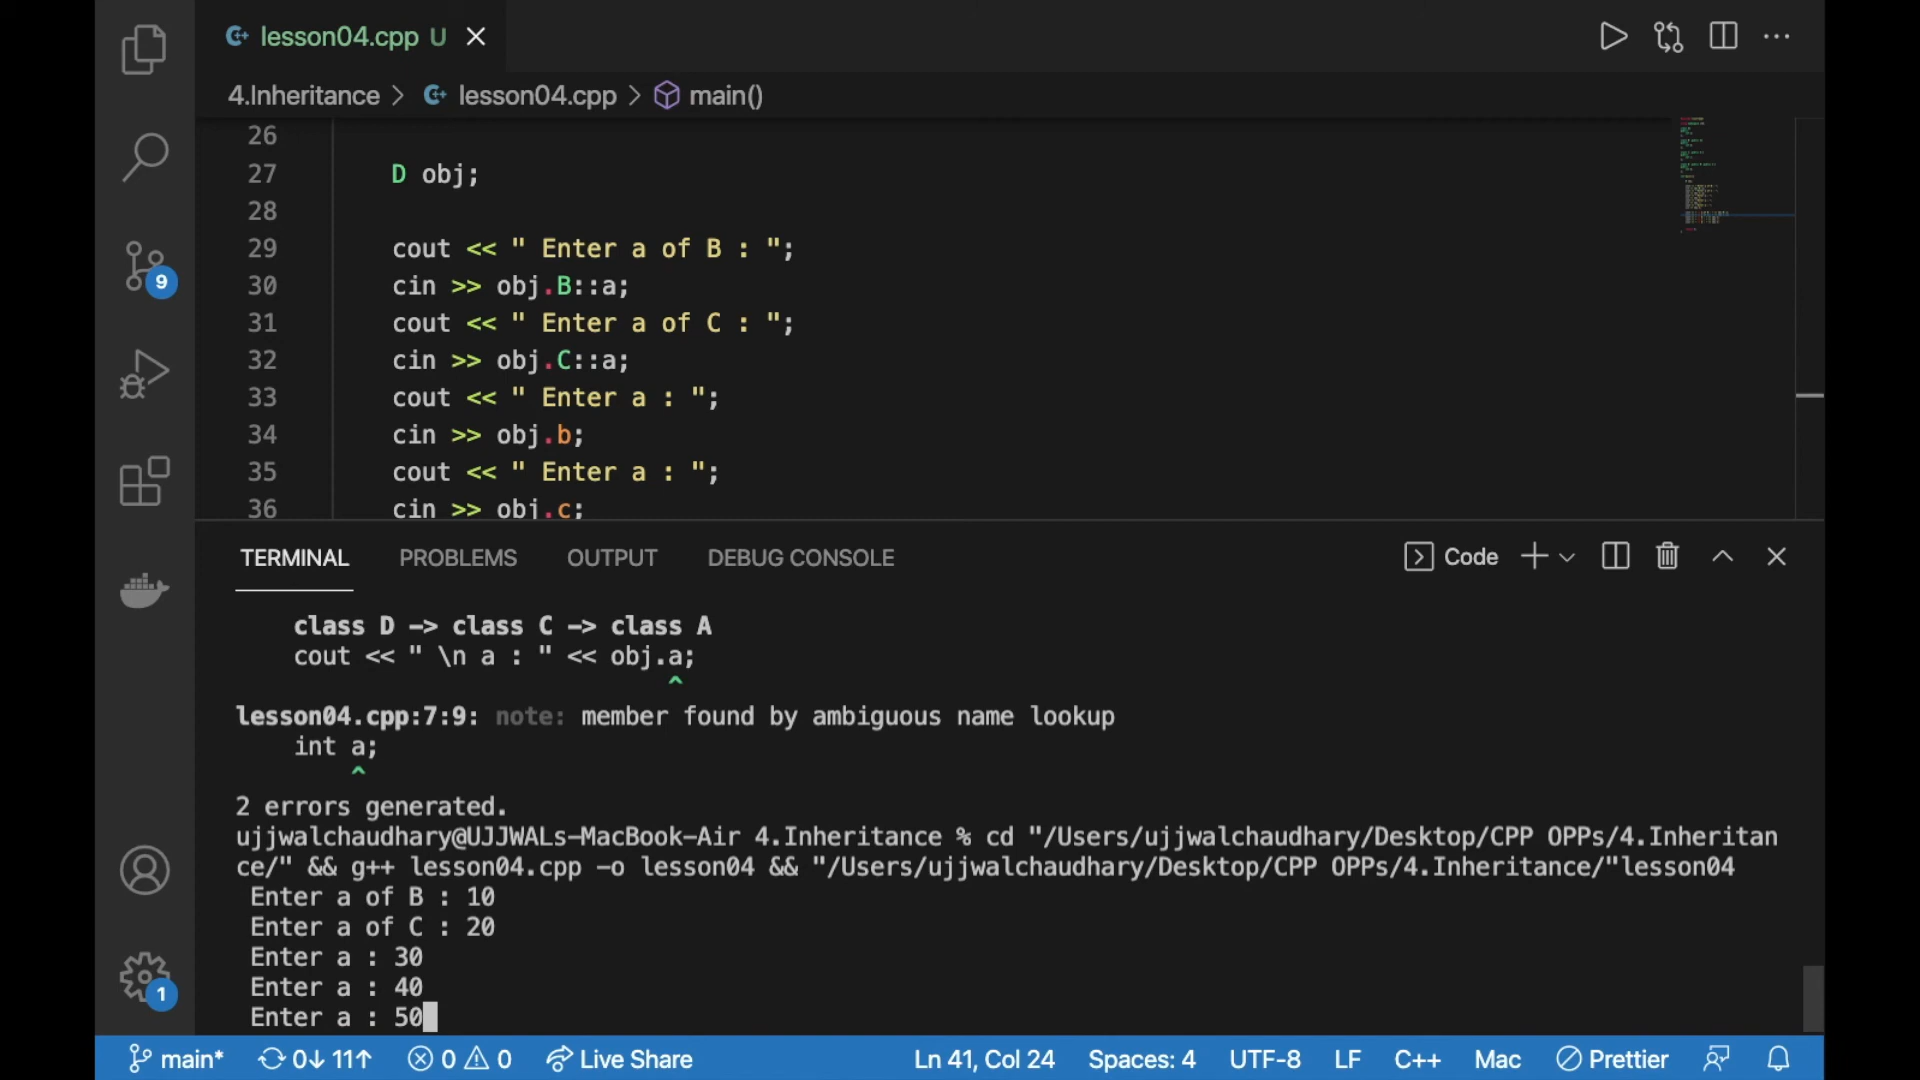 lesson04.cpp U
4.Inheritance > lesson04.cpp > main()
26
27 D obj;
28
29 cout << " Enter a of B : ";
30 cin >> obj.B::a;
31 cout << " Enter a of C : ";
32 cin >> obj.C::a;
33 cout << " Enter a : ";
34 cin >> obj.b;
35 cout << " Enter a : ";
36 cin >> obj.c;
9
TERMINAL PROBLEMS OUTPUT DEBUG CONSOLE Code
class D -> class C -> class A
cout << " \n a : " << obj.a;
^
lesson04.cpp:7:9: note: member found by ambiguous name lookup
int a;
^
2 errors generated.
ujjwalchaudhary@UJJWALs-MacBook-Air 4.Inheritance % cd "/Users/ujjwalchaudhary/Desktop/CPP OPPs/4.Inheritan
ce/" && g++ lesson04.cpp -o lesson04 && "/Users/ujjwalchaudhary/Desktop/CPP OPPs/4.Inheritance/"lesson04
Enter a of B : 10
Enter a of C : 20
Enter a : 30
Enter a : 40
Enter a : 50
1
main* 0↓ 11↑ 0 0 Live Share Ln 41, Col 24 Spaces: 4 UTF-8 LF C++ Mac Prettier